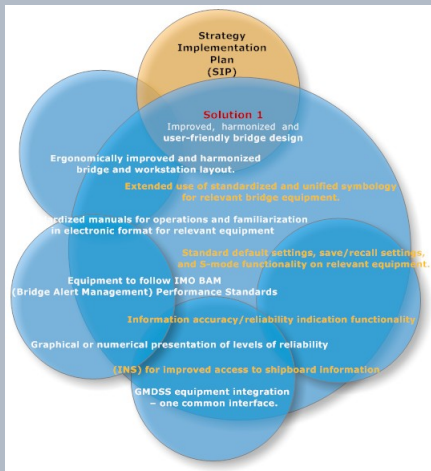 Strategy
Implementation
Plan
(SIP)
Solution 1
Improved, harmonized and
user-friendly bridge design
Ergonomically improved and harmonized
bridge and workstation layout.
Extended use of standardized and unified symbology
for relevant bridge equipment.
dardized manuals for operations and familiarization
in electronic format for relevant equipment
Standard default settings, save/recall settings,
and S-mode functionality on relevant equipment.
Equipment to follow IMO BAM
(Bridge Alert Management) Performance Standards
Information accuracy/reliability indication functionality
Graphical or numerical presentation of levels of reliability
(INS) for improved access to shipboard information
GMDSS equipment integration
– one common interface.